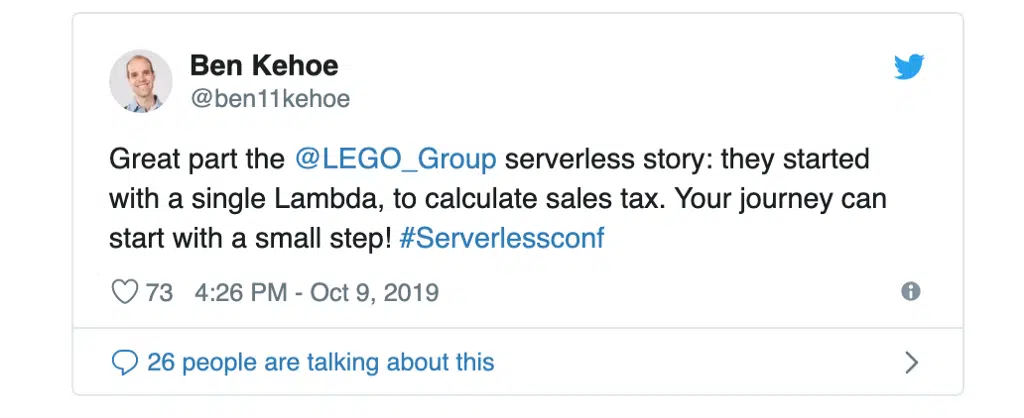 Ben Kehoe
@ben11kehoe
Great part the @LEGO_Group serverless story: they started
with a single Lambda, to calculate sales tax. Your journey can
start with a small step! #Serverlessconf
73 4:26 PM - Oct 9, 2019
26 people are talking about this